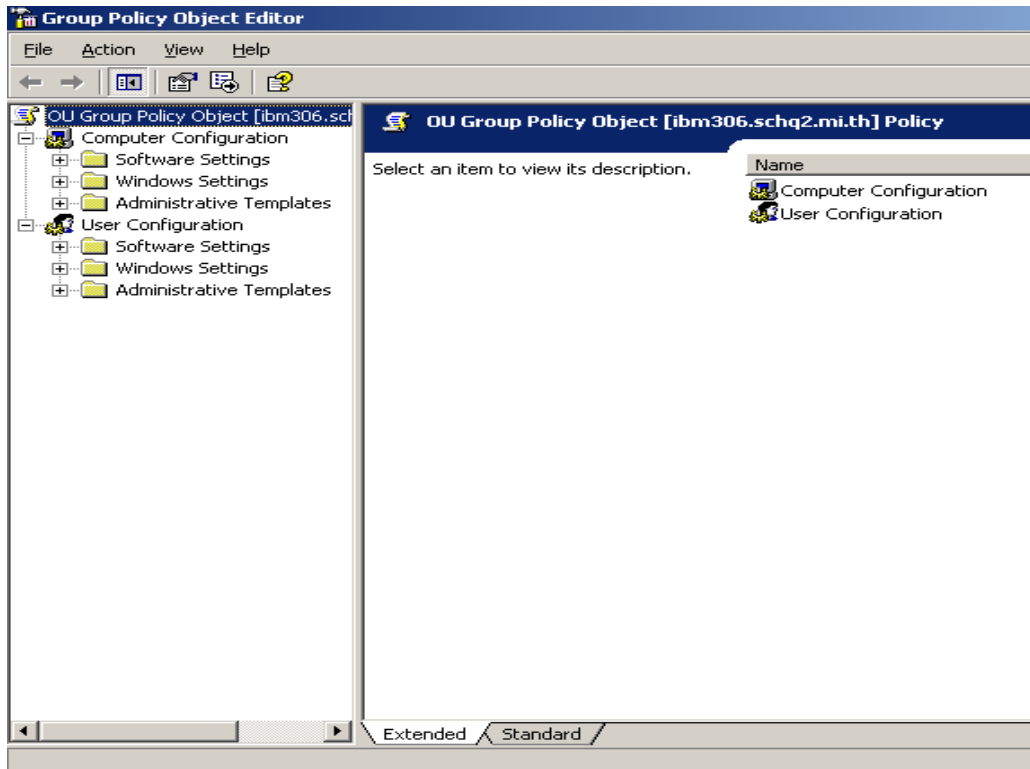 Group Policy Object Editor
File Action View Help
OU Group Policy Object [ibm306.sch
Computer Configuration
Software Settings
Windows Settings
Administrative Templates
User Configuration
Software Settings
Windows Settings
Administrative Templates
OU Group Policy Object [ibm306.schq2.mi.th] Policy
Select an item to view its description.
Name
Computer Configuration
User Configuration
Extended Standard